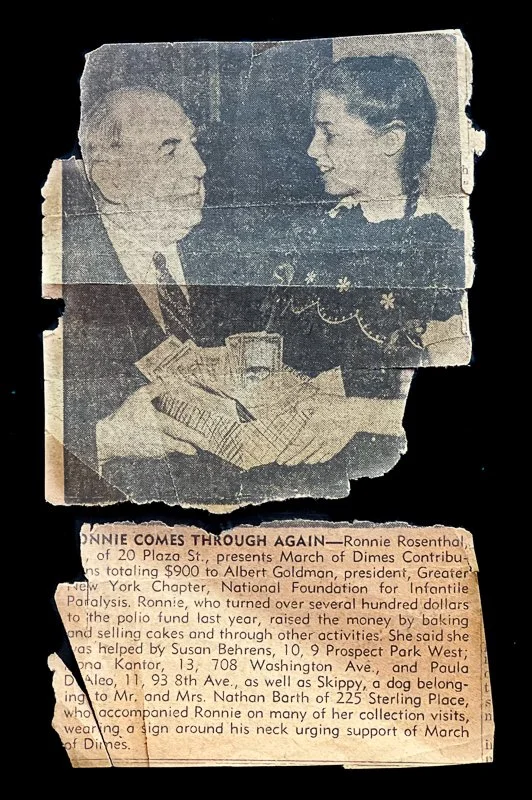 ONNIE COMES THROUGH AGAIN—Ronnie Rosenthal,
of 20 Plaza St., presents March of Dimes Contribu-
ns totaling $900 to Albert Goldman, president, Greater
New York Chapter, National Foundation for Infantile
Paralysis. Ronnie, who turned over several hundred dollars
to the polio fund last year, raised the money by baking
and selling cakes and through other activities. She said she
was helped by Susan Behrens, 10, 9 Prospect Park West;
ona Kantor, 13, 708 Washington Ave., and Paula
D'Aleo, 11, 93 8th Ave., as well as Skippy, a dog belong-
ing to Mr. and Mrs. Nathan Barth of 225 Sterling Place,
who accompanied Ronnie on many of her collection visits,
wearing a sign around his neck urging support of March
of Dimes.